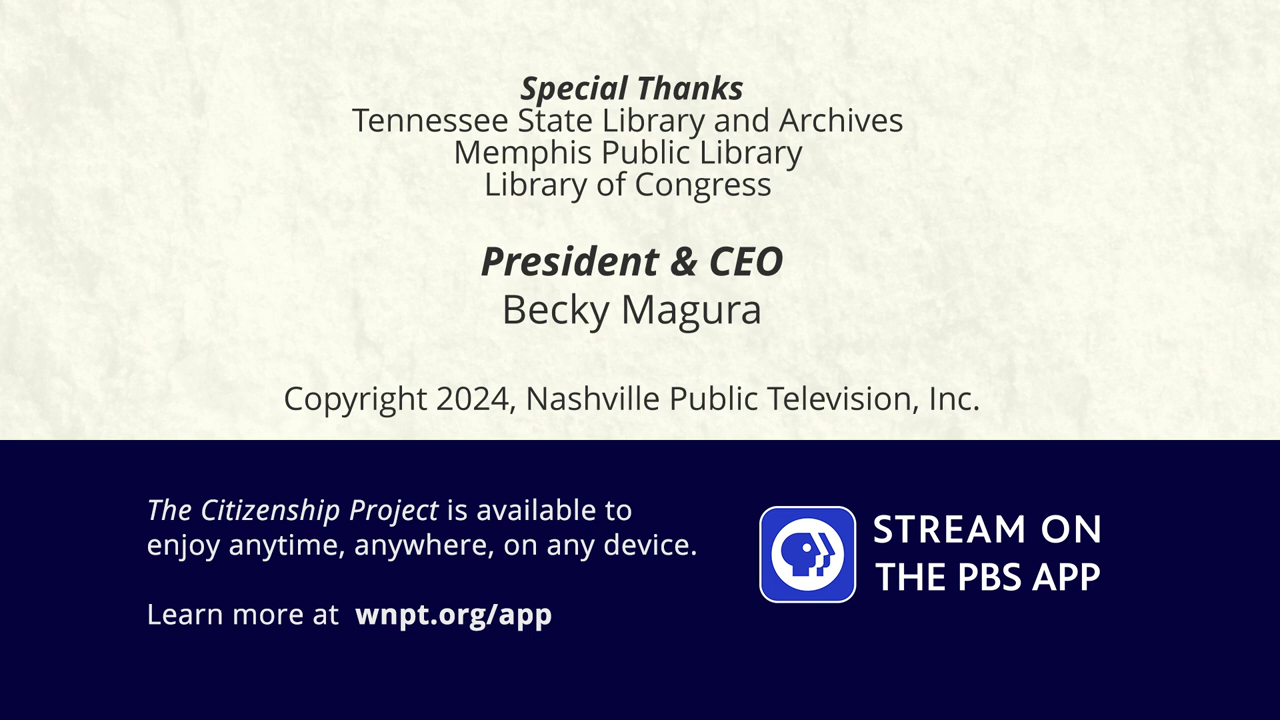 Special Thanks
Tennessee State Library and Archives
Memphis Public Library
Library of Congress
President & CEO
Becky Magura
Copyright 2024, Nashville Public Television, Inc.
The Citizenship Project is available to
enjoy anytime, anywhere, on any device.
Learn more at wnpt.org/app
STREAM ON
THE PBS APP